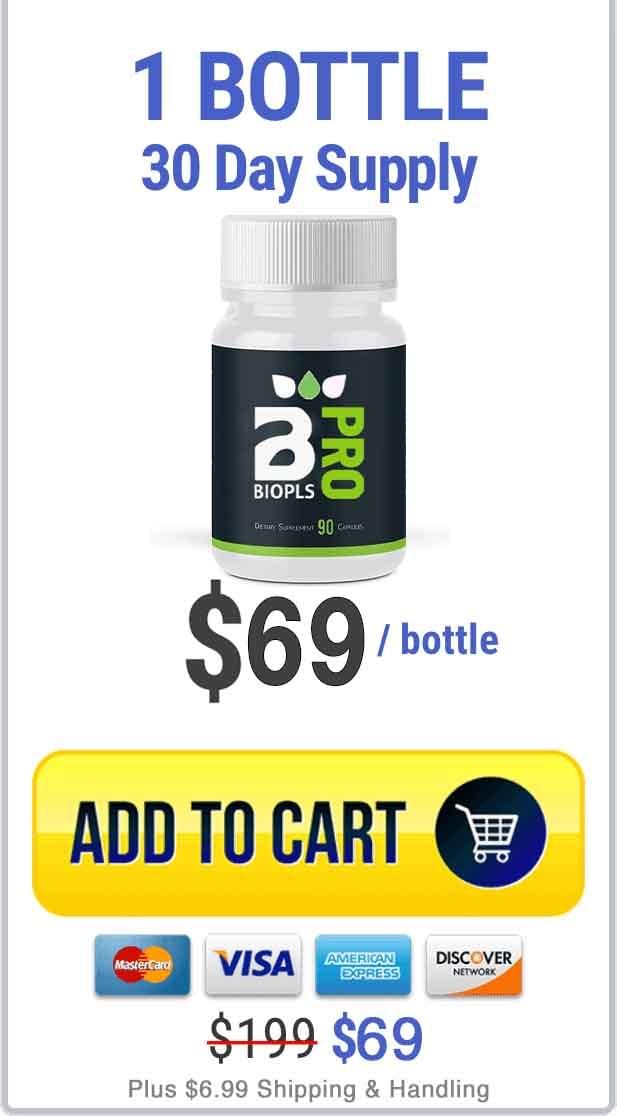 1 BOTTLE
30 Day Supply
B PRO
BIOPLS
Dietary Supplement 90 Capsules
$69 / bottle
ADD TO CART
MasterCard VISA AMERICAN EXPRESS DISCOVER NETWORK
$199 $69
Plus $6.99 Shipping & Handling